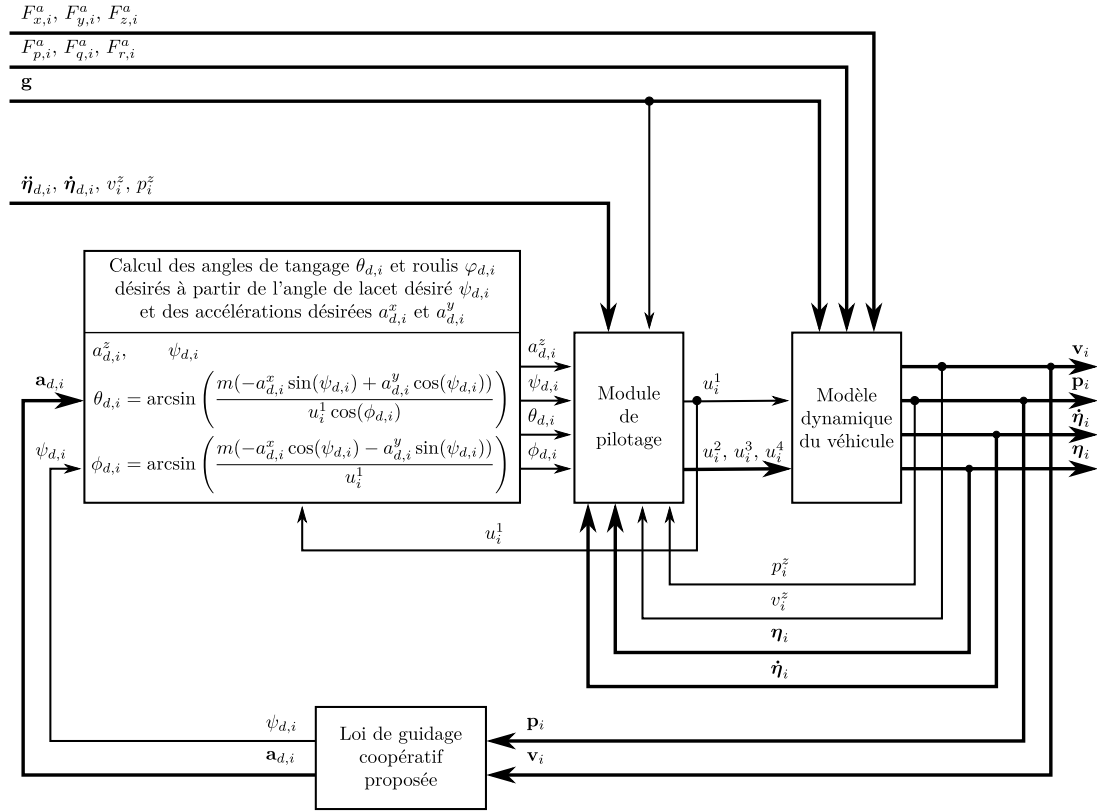 F^a_{x,i}, F^a_{y,i}, F^a_{z,i}
F^a_{p,i}, F^a_{q,i}, F^a_{r,i}
g
η̈_{d,i}, η̇_{d,i}, v^z_i, p^z_i
Calcul des angles de tangage θ_{d,i} et roulis φ_{d,i}
désirés à partir de l'angle de lacet désiré ψ_{d,i}
et des accélérations désirées a^x_{d,i} et a^y_{d,i}
a^z_{d,i}, ψ_{d,i}
θ_{d,i} = arcsin ( m(−a^x_{d,i} sin(ψ_{d,i}) + a^y_{d,i} cos(ψ_{d,i})) / u^1_i cos(ϕ_{d,i}) )
ϕ_{d,i} = arcsin ( m(−a^x_{d,i} cos(ψ_{d,i}) − a^y_{d,i} sin(ψ_{d,i})) / u^1_i )
a_{d,i}
ψ_{d,i}
a^z_{d,i}
ψ_{d,i}
θ_{d,i}
ϕ_{d,i}
Module
de
pilotage
u^1_i
u^2_i, u^3_i, u^4_i
Modèle
dynamique
du véhicule
v_i
p_i
η̇_i
η_i
u^1_i
p^z_i
v^z_i
η_i
η̇_i
ψ_{d,i}
a_{d,i}
Loi de guidage
coopératif
proposée
p_i
v_i